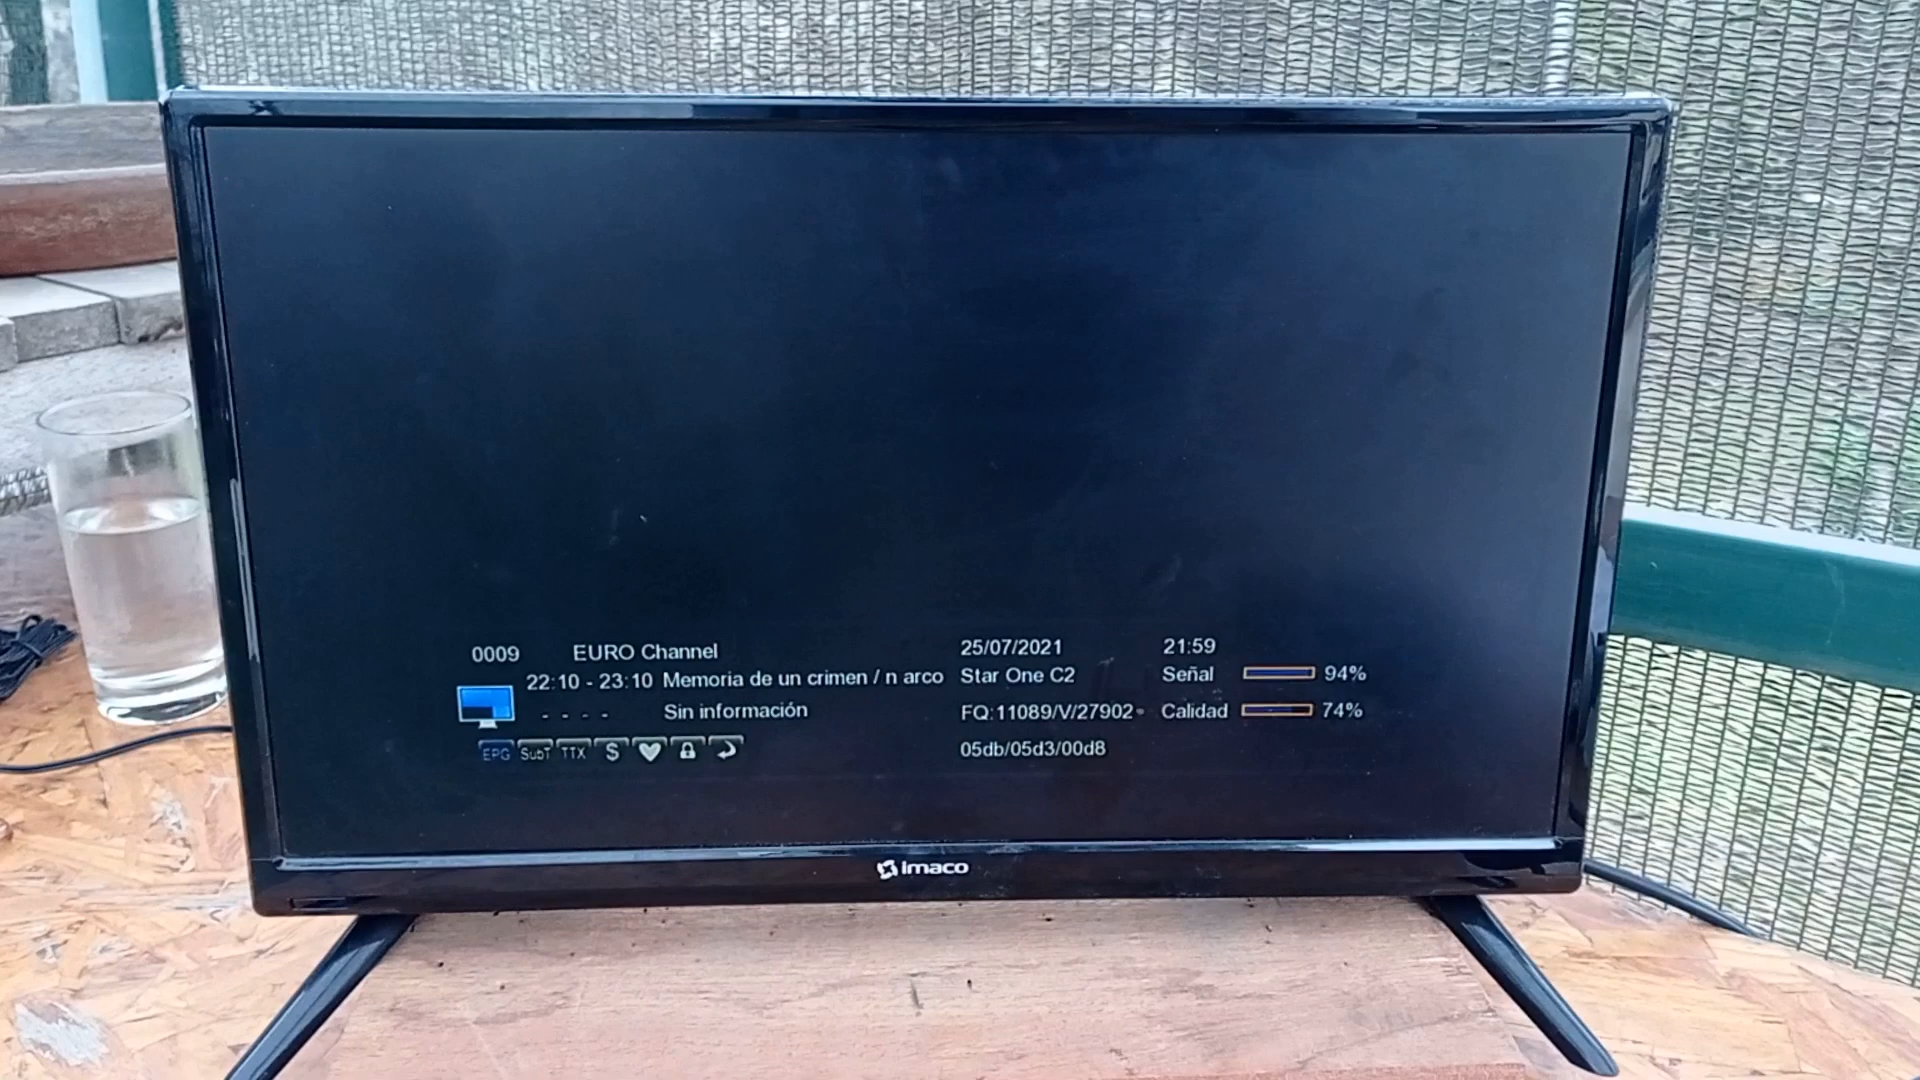 0009 EURO Channel 25/07/2021 21:59
22:10 - 23:10 Memoria de un crimen / n arco Star One C2 Señal 94%
- - - - Sin información FQ:11089/V/27902 Calidad 74%
EPG SubT TTX $ 05db/05d3/00d8
imaco